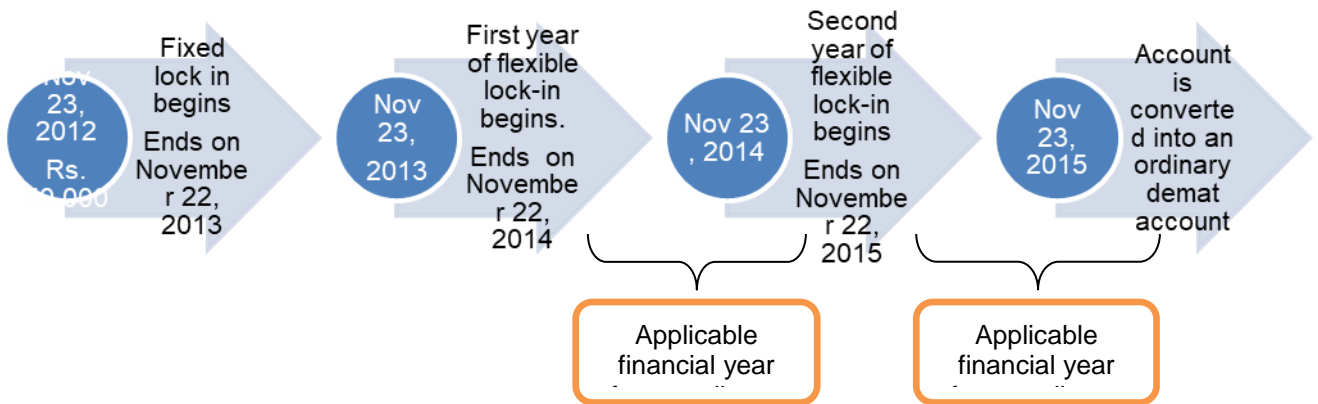 Nov
23,
2012
Rs.
Fixed
lock in
begins
Ends on
Novembe
r 22,
2013
Nov
23,
2013
First year
of flexible
lock-in
begins.
Ends on
Novembe
r 22,
2014
Nov 23
, 2014
Second
year of
flexible
lock-in
begins
Ends on
Novembe
r 22,
2015
Nov
23,
2015
Account
is
converte
d into an
ordinary
demat
account
Applicable
financial year
Applicable
financial year